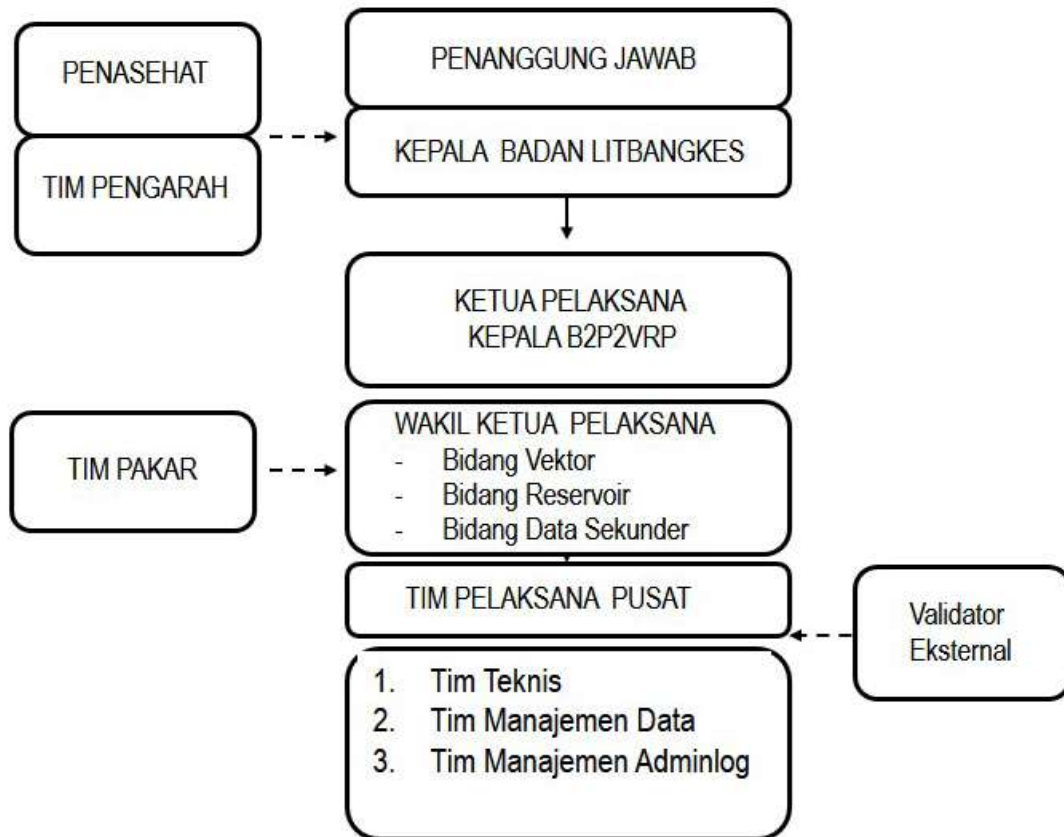 PENASEHAT
TIM PENGARAH
PENANGGUNG JAWAB
KEPALA BADAN LITBANGKES
KETUA PELAKSANA
KEPALA B2P2VRP
TIM PAKAR
WAKIL KETUA PELAKSANA
- Bidang Vektor
- Bidang Reservoir
- Bidang Data Sekunder
TIM PELAKSANA PUSAT
Validator
Eksternal
1. Tim Teknis
2. Tim Manajemen Data
3. Tim Manajemen Adminlog